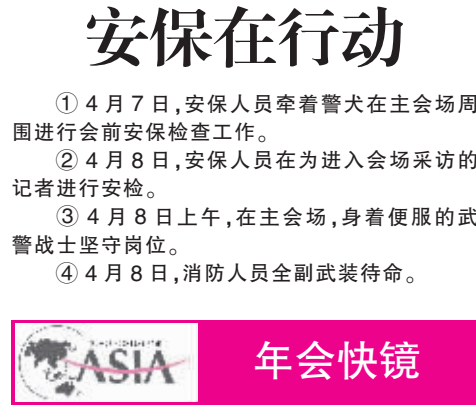 安保在行动
①4月7日,安保人员牵着警犬在主会场周
围进行会前安保检查工作。
②4月8日,安保人员在为进入会场采访的
记者进行安检。
③4月8日上午,在主会场,身着便服的武
警战士坚守岗位。
④4月8日,消防人员全副武装待命。
ASIA
年会快镜